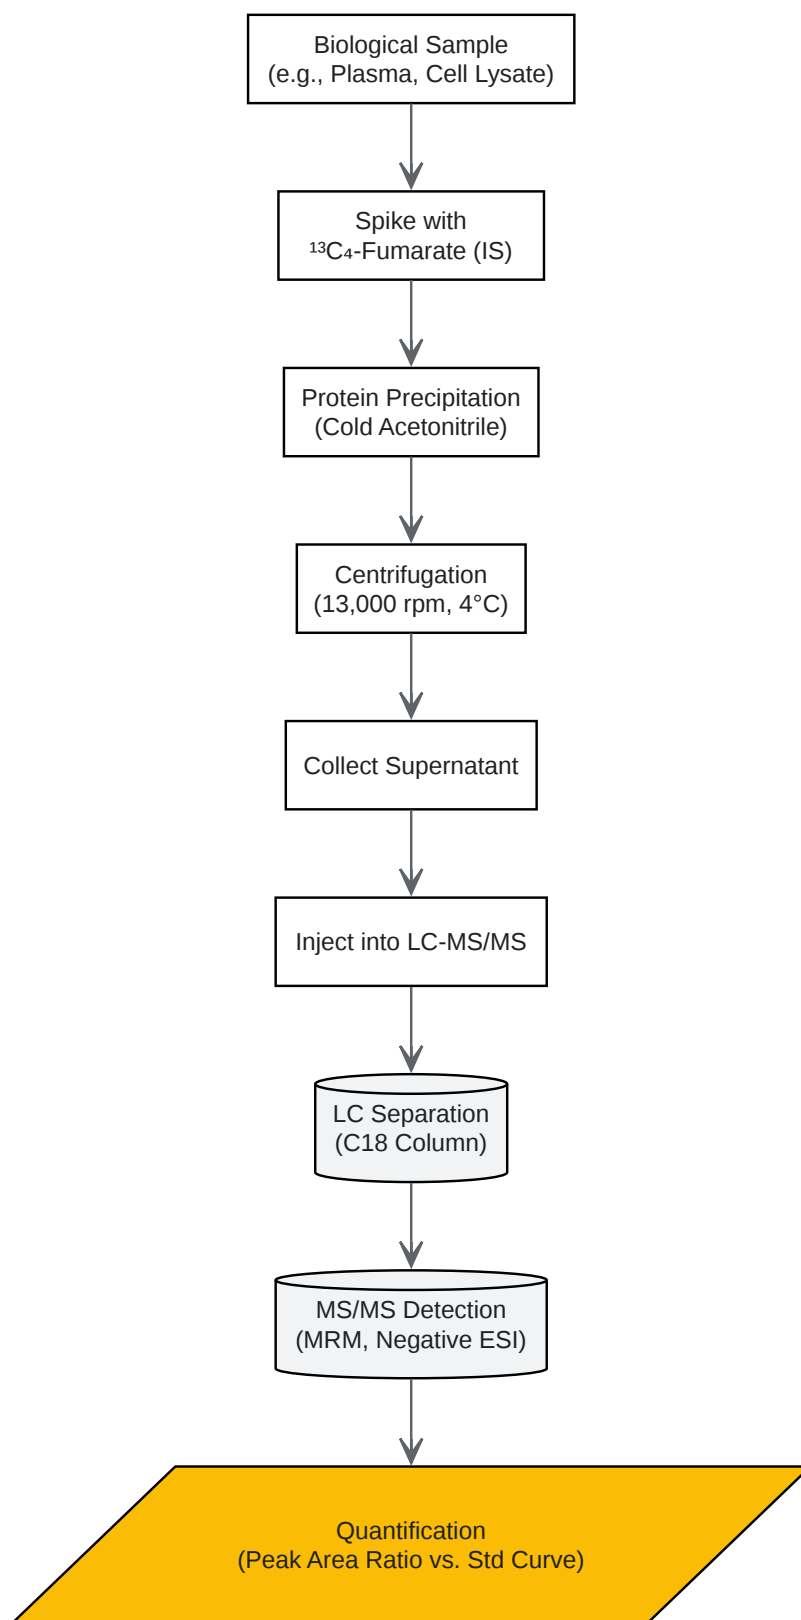 Biological Sample
(e.g., Plasma, Cell Lysate)
Spike with
¹³C₄-Fumarate (IS)
Protein Precipitation
(Cold Acetonitrile)
Centrifugation
(13,000 rpm, 4°C)
Collect Supernatant
Inject into LC-MS/MS
LC Separation
(C18 Column)
MS/MS Detection
(MRM, Negative ESI)
Quantification
(Peak Area Ratio vs. Std Curve)